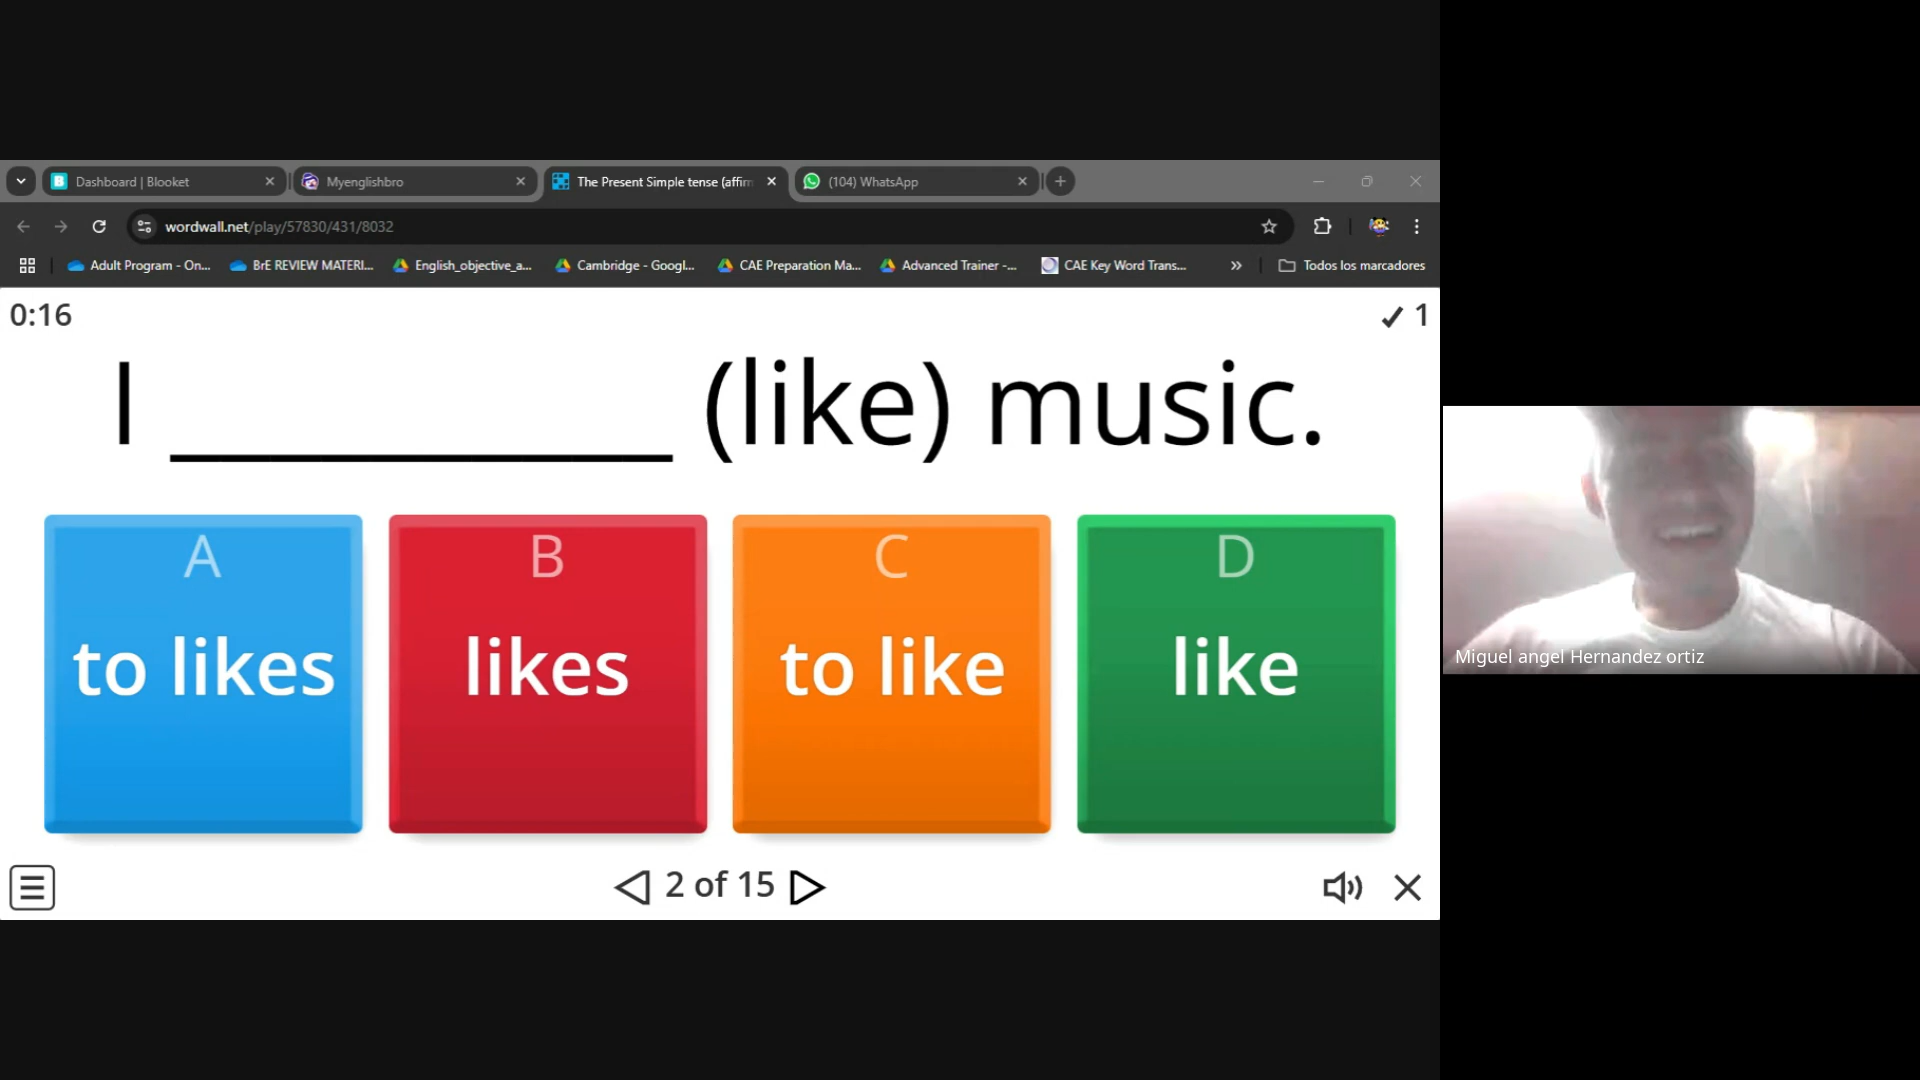 Dashboard | Blooket
Myenglishbro
The Present Simple tense (affir
(104) WhatsApp
wordwall.net/play/57830/431/8032
Adult Program - On...
BrE REVIEW MATERI...
English_objective_a...
Cambridge - Googl...
CAE Preparation Ma...
Advanced Trainer -...
CAE Key Word Trans...
Todos los marcadores
0:16
1
I __________ (like) music.
A
to likes
B
likes
C
to like
D
like
2 of 15
Miguel angel Hernandez ortiz